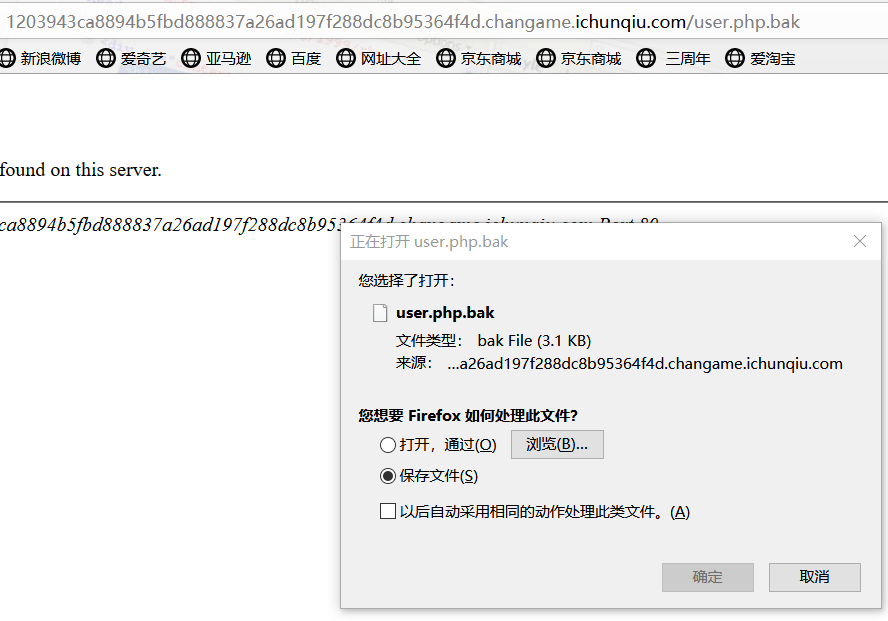 1203943ca8894b5fbd888837a26ad197f288dc8b95364f4d.changame.ichunqiu.com/user.php.bak
新浪微博 爱奇艺 亚马逊 百度 网址大全 京东商城 京东商城 三周年 爱淘宝
found on this server.
ca8894b5fbd888837a26ad197f288dc8b95364f4d.changame.ichunqiu.com Port 80
正在打开 user.php.bak
您选择了打开:
user.php.bak
文件类型: bak File (3.1 KB)
来源: ...a26ad197f288dc8b95364f4d.changame.ichunqiu.com
您想要 Firefox 如何处理此文件?
打开，通过(O) 浏览(B)...
保存文件(S)
以后自动采用相同的动作处理此类文件。(A)
确定 取消